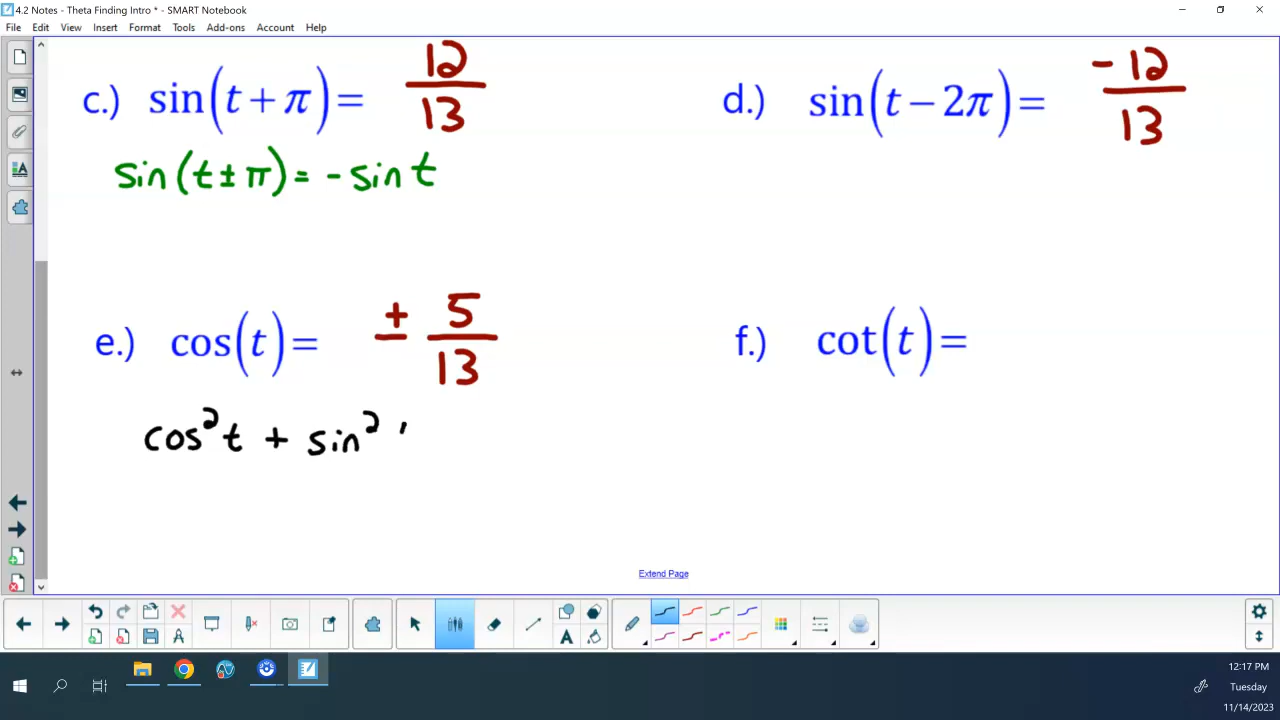 4.2 Notes - Theta Finding Intro * - SMART Notebook
File Edit View Insert Format Tools Add-ons Account Help
c.) sin(t + π) = 12/13
d.) sin(t − 2π) = -12/13
sin(t ± π) = - sin t
e.) cos(t) = ± 5/13
f.) cot(t) =
cos² t + sin²
Extend Page
12:17 PM
Tuesday
11/14/2023